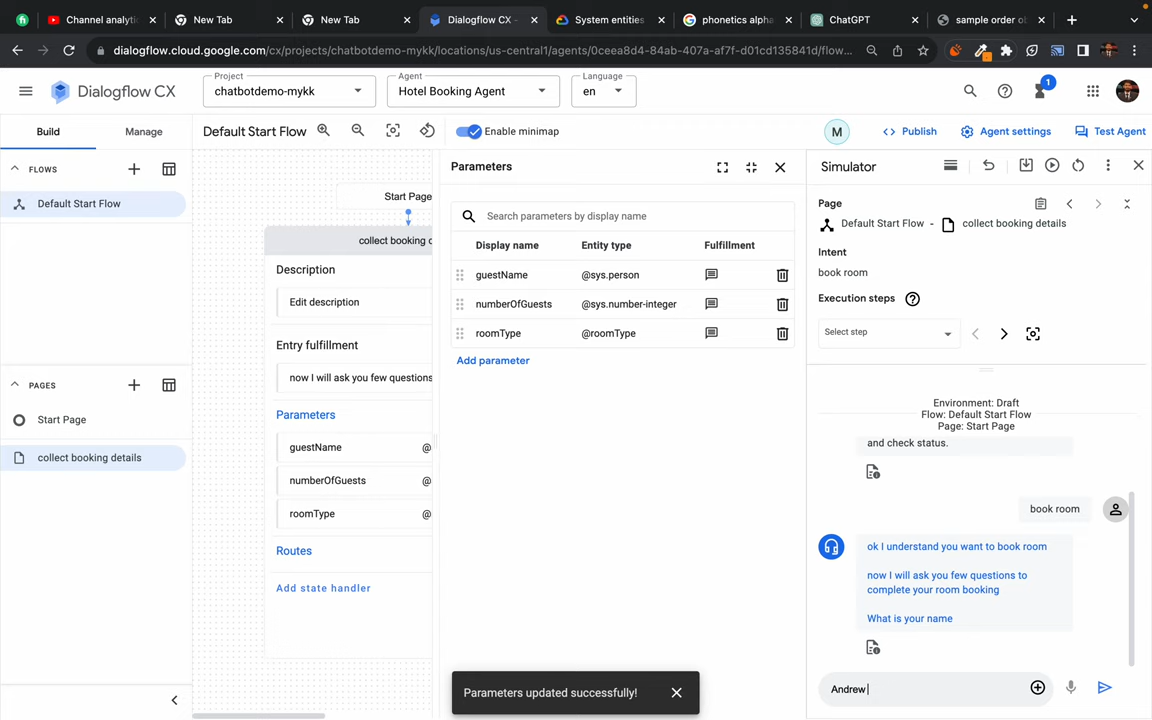 Channel analytic
New Tab
New Tab
Dialogflow CX -
System entities
phonetics alpha
ChatGPT
sample order ob
dialogflow.cloud.google.com/cx/projects/chatbotdemo-mykk/locations/us-central1/agents/0ceea8d4-84ab-407a-af7f-d01cd135841d/flow...
Dialogflow CX
Project
chatbotdemo-mykk
Agent
Hotel Booking Agent
Language
en
1
Build
Manage
Default Start Flow
Enable minimap
M
Publish
Agent settings
Test Agent
FLOWS
Default Start Flow
PAGES
Start Page
collect booking details
Start Page
collect booking c
Description
Edit description
Entry fulfillment
now I will ask you few questions
Parameters
guestName @
numberOfGuests @
roomType @
Routes
Add state handler
Parameters
Search parameters by display name
Display name Entity type Fulfillment
guestName @sys.person
numberOfGuests @sys.number-integer
roomType @roomType
Add parameter
Parameters updated successfully!
Simulator
Page
Default Start Flow - collect booking details
Intent
book room
Execution steps
Select step
Environment: Draft
Flow: Default Start Flow
Page: Start Page
and check status.
book room
ok I understand you want to book room
now I will ask you few questions to
complete your room booking
What is your name
Andrew